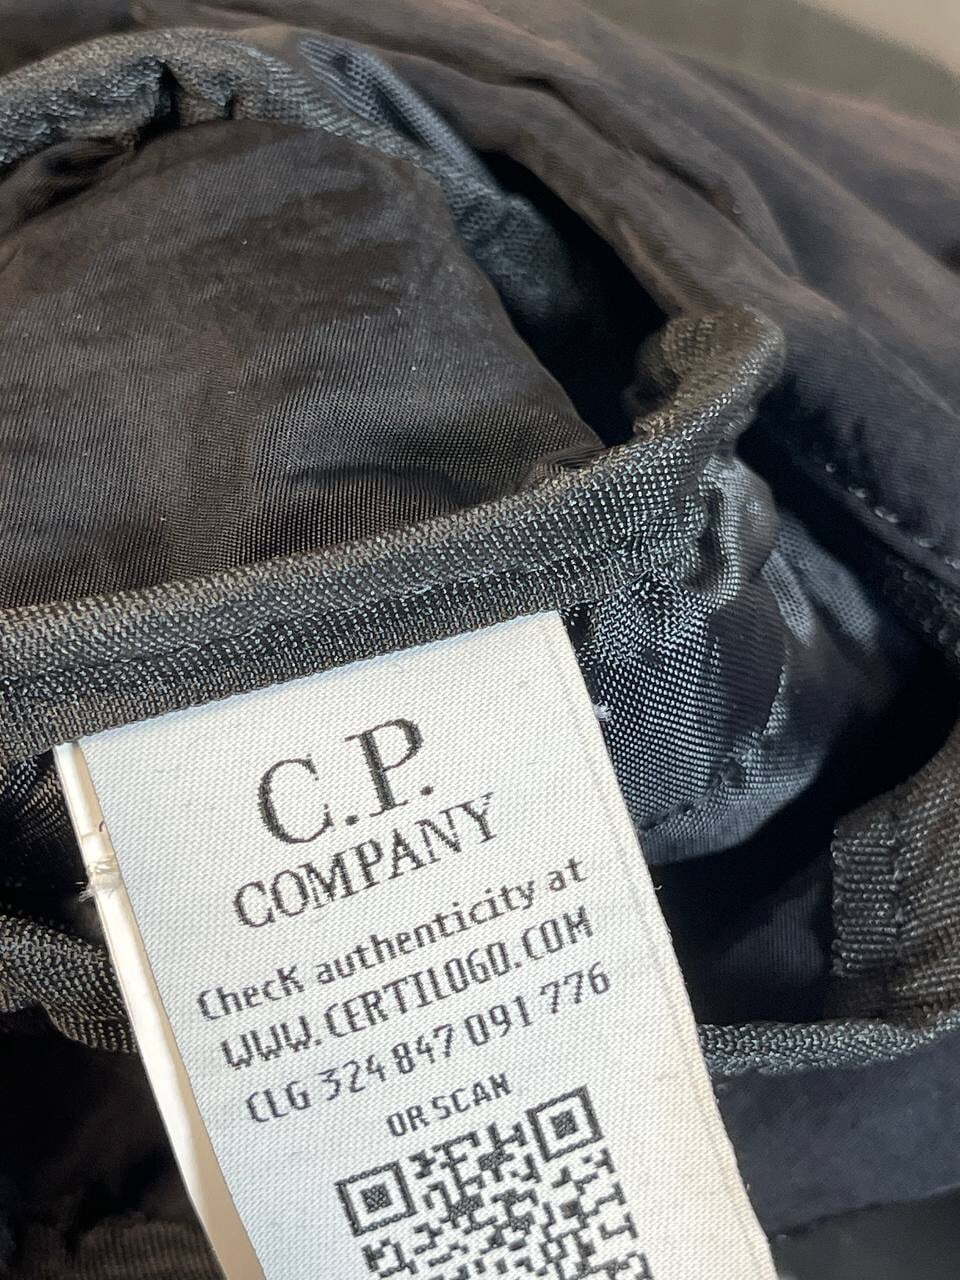 C.P.
COMPANY
Check authenticity at
WWW.CERTILOGO.COM
CLG 324 847 091 776
OR SCAN